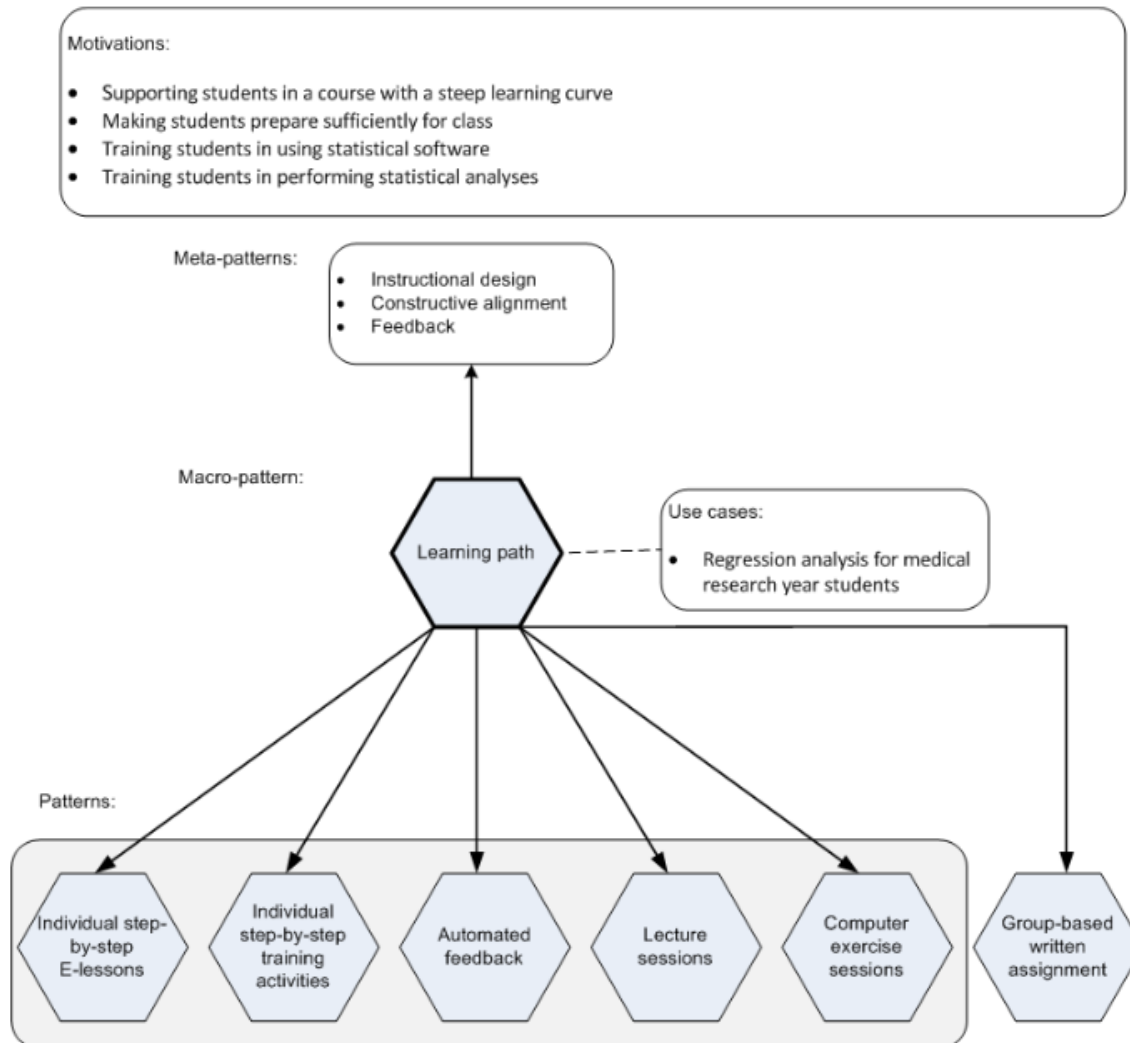 Motivations:
• Supporting students in a course with a steep learning curve
• Making students prepare sufficiently for class
• Training students in using statistical software
• Training students in performing statistical analyses
Meta-patterns:
• Instructional design
• Constructive alignment
• Feedback
Macro-pattern:
Learning path
Use cases:
• Regression analysis for medical
research year students
Patterns:
Individual step-
by-step
E-lessons
Individual
step-by-step
training
activities
Automated
feedback
Lecture
sessions
Computer
exercise
sessions
Group-based
written
assignment